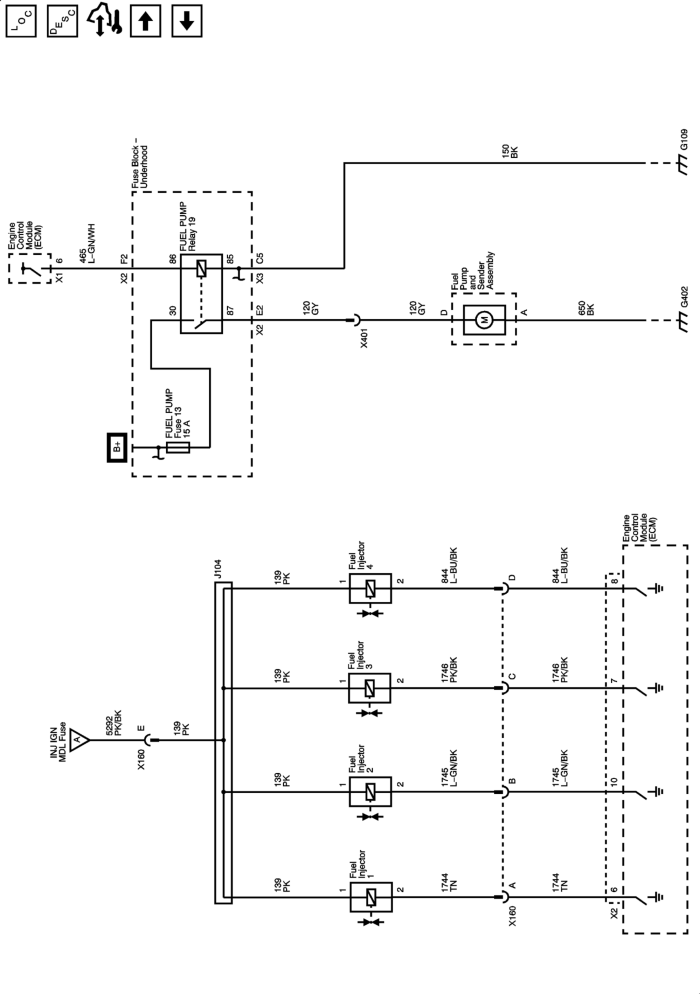 LOC
DESC
Engine
Control
Module
(ECM)
X1
6
465
L-GN/WH
X2
F2
Fuse Block –
Underhood
FUEL PUMP
Relay 19
86
85
30
87
X3
C5
X2
E2
150
BK
G109
B+
FUEL PUMP
Fuse 13
15 A
120
GY
X401
120
GY
Fuel
Pump
and
Sender
Assembly
D
M
A
650
BK
G402
INJ IGN
MDL Fuse
A
5292
PK/BK
X160
E
139
PK
J104
139
PK
139
PK
139
PK
139
PK
1
Fuel
Injector
1
2
1
Fuel
Injector
2
2
1
Fuel
Injector
3
2
1
Fuel
Injector
4
2
1744
TN
1745
L-GN/BK
1746
PK/BK
844
L-BU/BK
X160
A
B
C
D
1744
TN
1745
L-GN/BK
1746
PK/BK
844
L-BU/BK
X2
6
10
7
8
Engine
Control
Module
(ECM)